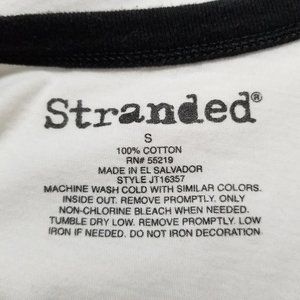 Stranded®
S
100% COTTON
RN# 55219
MADE IN EL SALVADOR
STYLE JT16357
MACHINE WASH COLD WITH SIMILAR COLORS.
INSIDE OUT. REMOVE PROMPTLY. ONLY
NON-CHLORINE BLEACH WHEN NEEDED.
TUMBLE DRY LOW. REMOVE PROMPTLY. LOW
IRON IF NEEDED. DO NOT IRON DECORATION